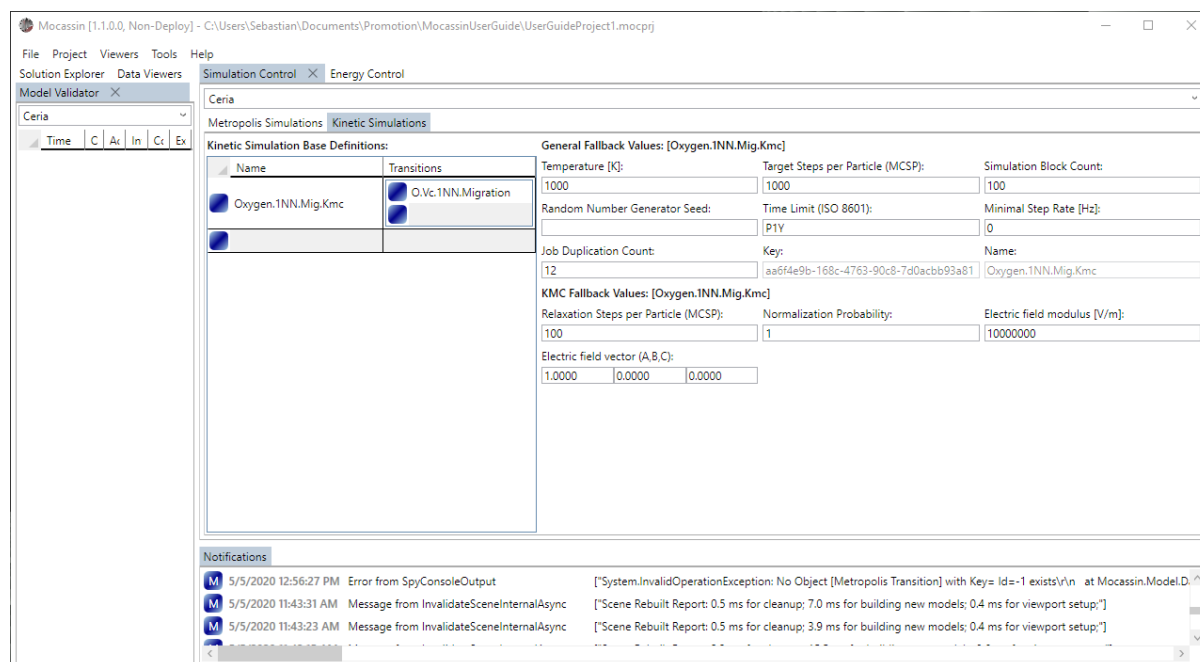 Mocassin [1.1.0.0, Non-Deploy] - C:\Users\Sebastian\Documents\Promotion\MocassinUserGuide\UserGuideProject1.mocprj
File Project Viewers Tools Help
Solution Explorer Data Viewers
Simulation Control Energy Control
Model Validator
Ceria
Time C Ac In Cc Ex
Ceria
Metropolis Simulations Kinetic Simulations
Kinetic Simulation Base Definitions:
Name Transitions
Oxygen.1NN.Mig.Kmc O.Vc.1NN.Migration
General Fallback Values: [Oxygen.1NN.Mig.Kmc]
Temperature [K]: Target Steps per Particle (MCSP): Simulation Block Count:
1000 1000 100
Random Number Generator Seed: Time Limit (ISO 8601): Minimal Step Rate [Hz]:
P1Y 0
Job Duplication Count: Key: Name:
12 aa6f4e9b-168c-4763-90c8-7d0acbb93a81 Oxygen.1NN.Mig.Kmc
KMC Fallback Values: [Oxygen.1NN.Mig.Kmc]
Relaxation Steps per Particle (MCSP): Normalization Probability: Electric field modulus [V/m]:
100 1 10000000
Electric field vector (A,B,C):
1.0000 0.0000 0.0000
Notifications
M 5/5/2020 12:56:27 PM Error from SpyConsoleOutput ["System.InvalidOperationException: No Object [Metropolis Transition] with Key= Id=-1 exists\r\n at Mocassin.Model.D
M 5/5/2020 11:43:31 AM Message from InvalidateSceneInternalAsync ["Scene Rebuilt Report: 0.5 ms for cleanup; 7.0 ms for building new models; 0.4 ms for viewport setup;"]
M 5/5/2020 11:43:23 AM Message from InvalidateSceneInternalAsync ["Scene Rebuilt Report: 0.5 ms for cleanup; 3.9 ms for building new models; 0.4 ms for viewport setup;"]